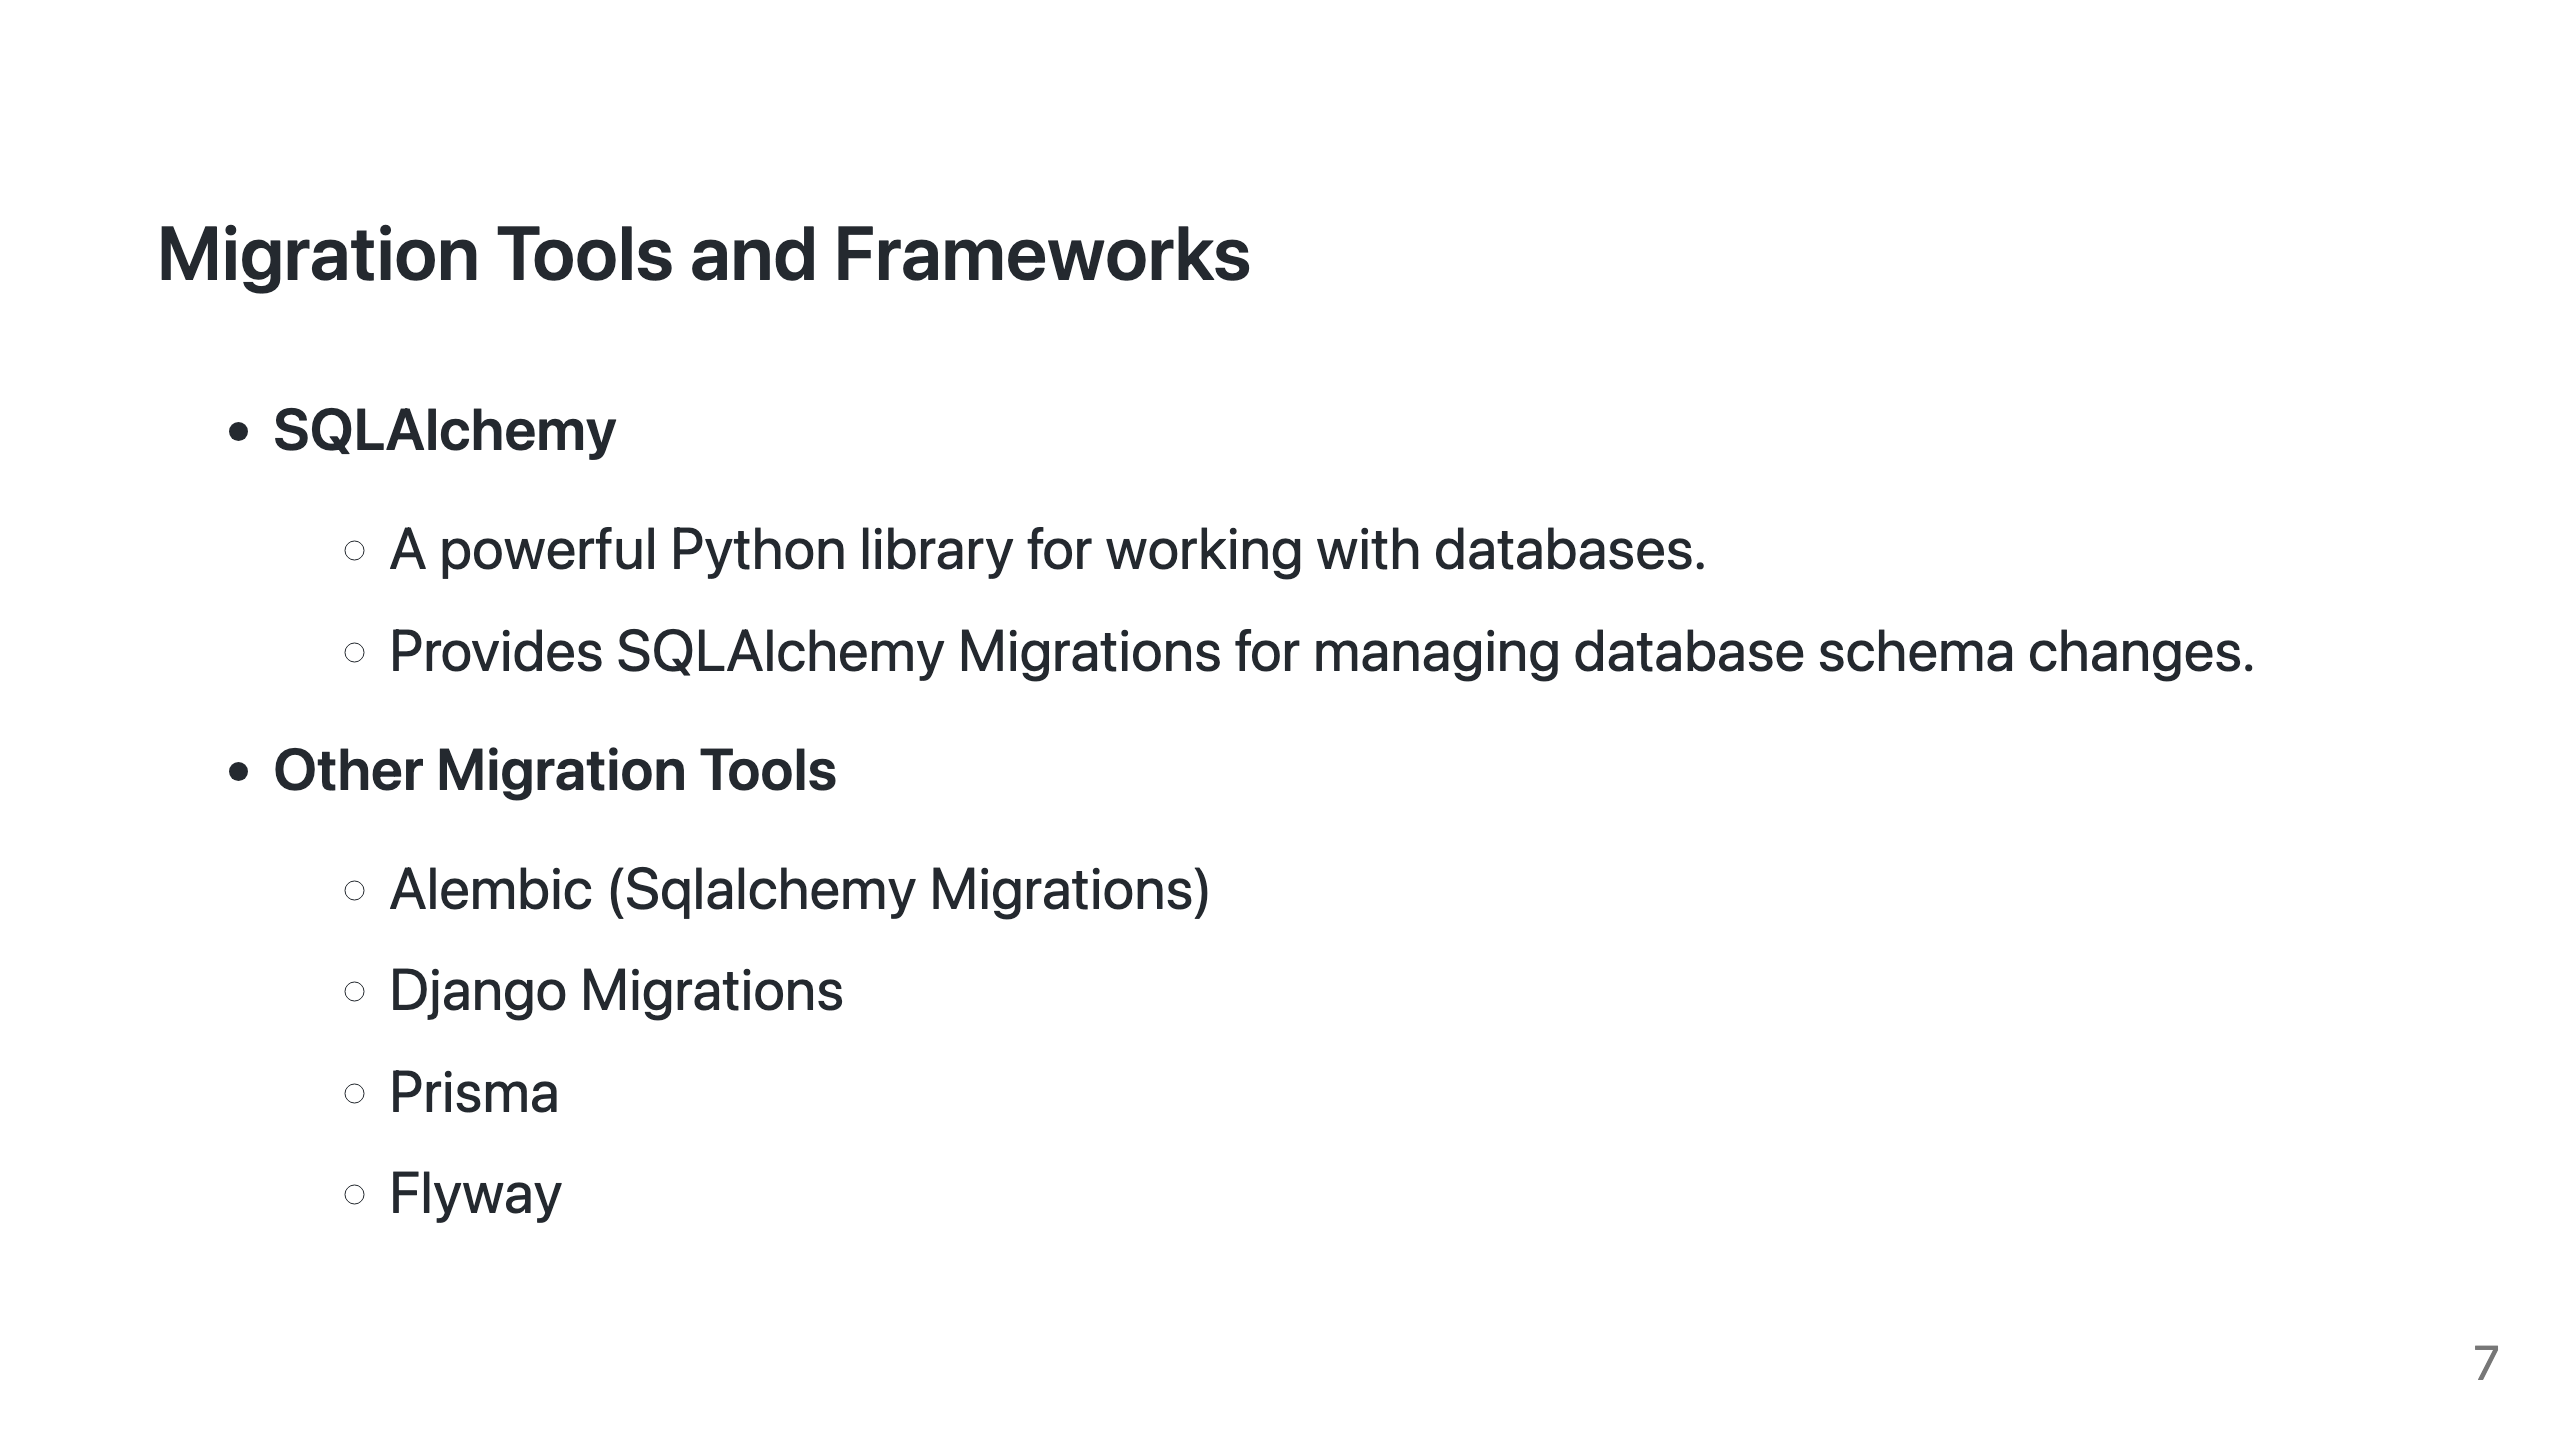 Migration Tools and Frameworks
• SQLAlchemy
○ A powerful Python library for working with databases.
○ Provides SQLAlchemy Migrations for managing database schema changes.
• Other Migration Tools
○ Alembic (Sqlalchemy Migrations)
○ Django Migrations
○ Prisma
○ Flyway
7